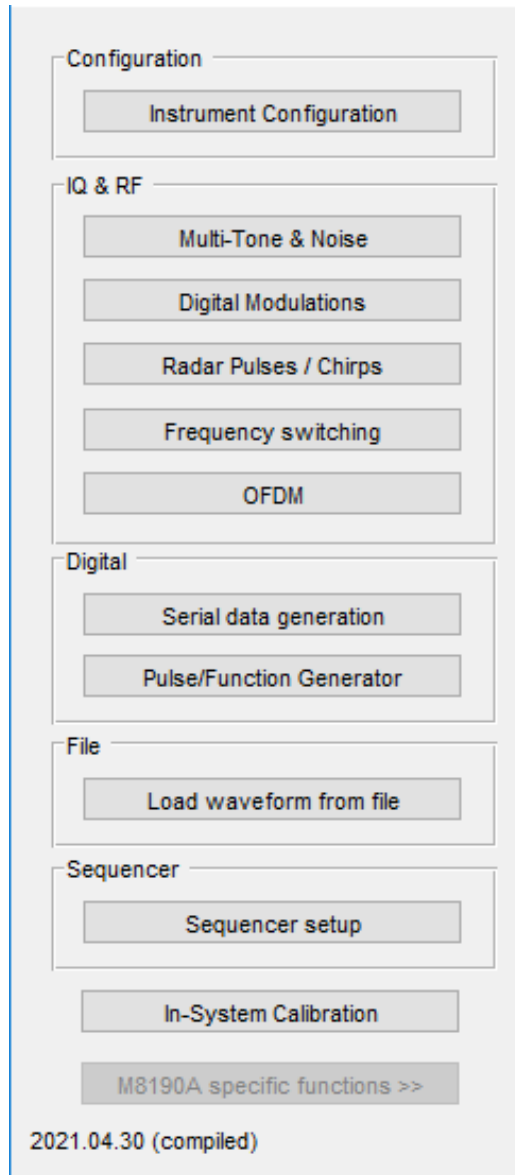 Configuration
Instrument Configuration
IQ & RF
Multi-Tone & Noise
Digital Modulations
Radar Pulses / Chirps
Frequency switching
OFDM
Digital
Serial data generation
Pulse/Function Generator
File
Load waveform from file
Sequencer
Sequencer setup
In-System Calibration
M8190A specific functions >>
2021.04.30 (compiled)